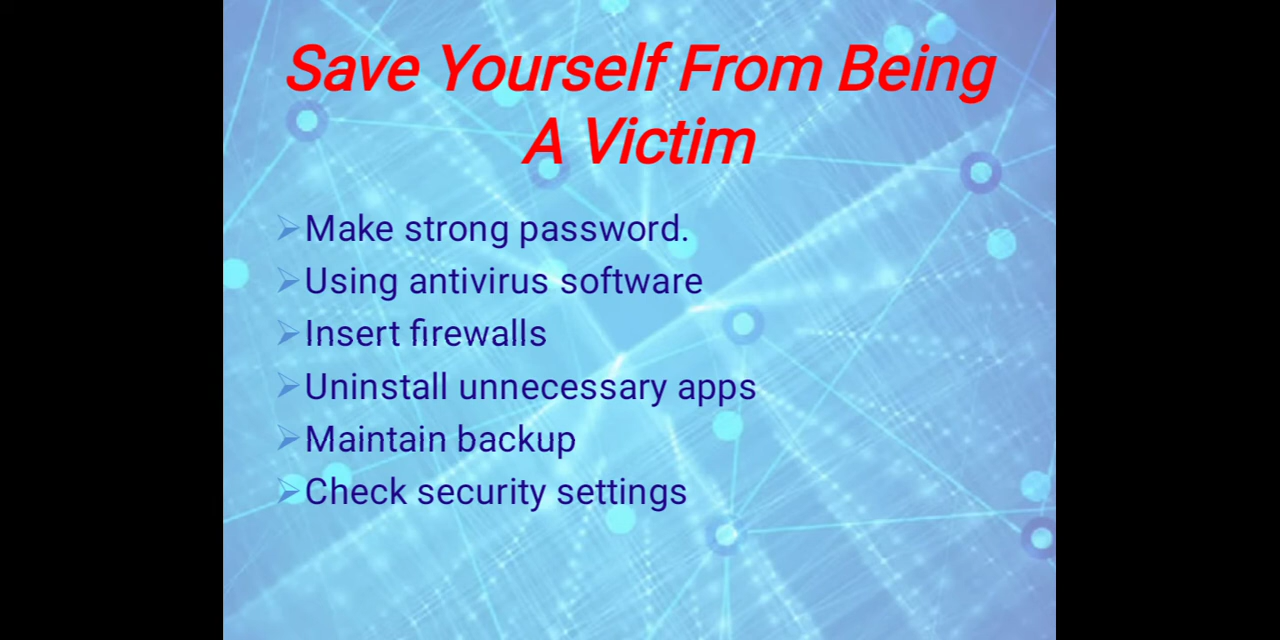 Save Yourself From Being
A Victim
Make strong password.
Using antivirus software
Insert firewalls
Uninstall unnecessary apps
Maintain backup
Check security settings